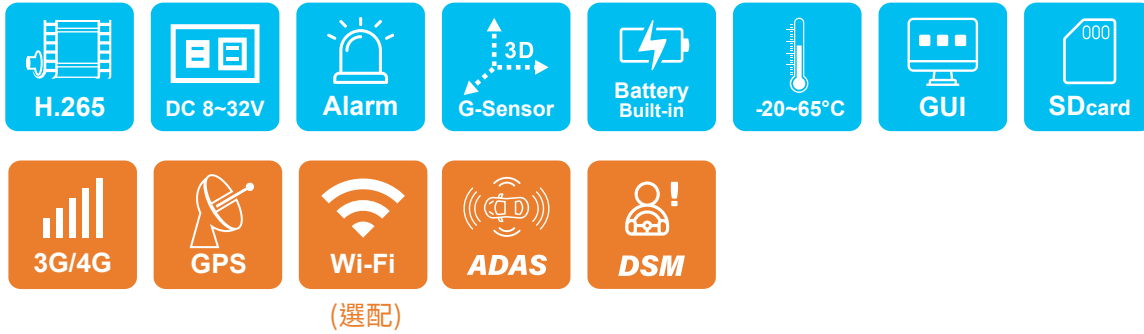 H.265
DC 8~32V
Alarm
3D
G-Sensor
Battery
Built-in
-20~65°C
GUI
000
SDcard
3G/4G
GPS
Wi-Fi
ADAS
!
DSM
(選配)